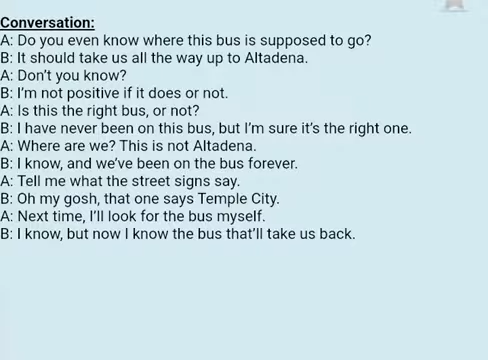 Conversation:
A: Do you even know where this bus is supposed to go?
B: It should take us all the way up to Altadena.
A: Don’t you know?
B: I’m not positive if it does or not.
A: Is this the right bus, or not?
B: I have never been on this bus, but I’m sure it’s the right one.
A: Where are we? This is not Altadena.
B: I know, and we’ve been on the bus forever.
A: Tell me what the street signs say.
B: Oh my gosh, that one says Temple City.
A: Next time, I’ll look for the bus myself.
B: I know, but now I know the bus that’ll take us back.